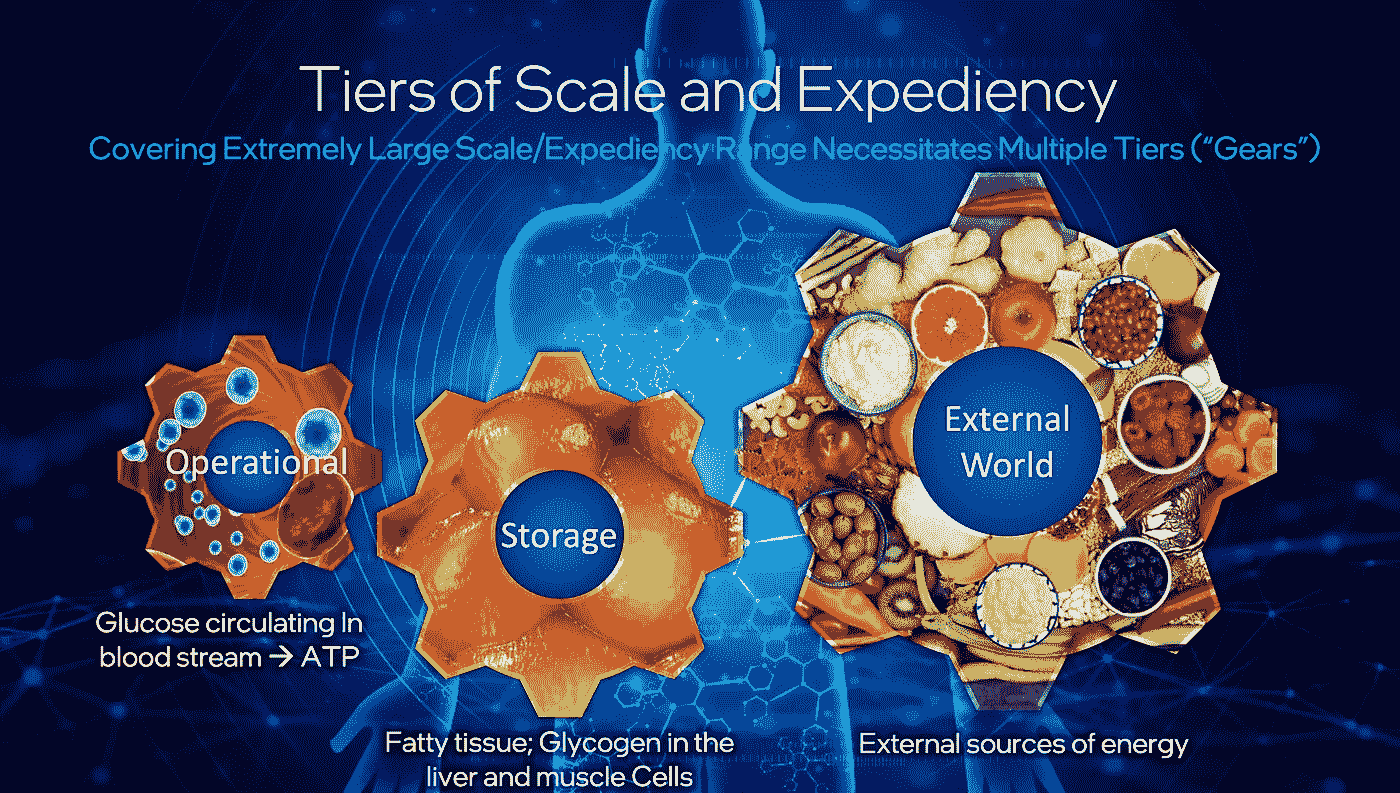 Tiers of Scale and Expediency
Covering Extremely Large Scale/Expediency Range Necessitates Multiple Tiers (“Gears”)
Operational
Glucose circulating In
blood stream → ATP
Storage
Fatty tissue; Glycogen in the
liver and muscle Cells
External
World
External sources of energy